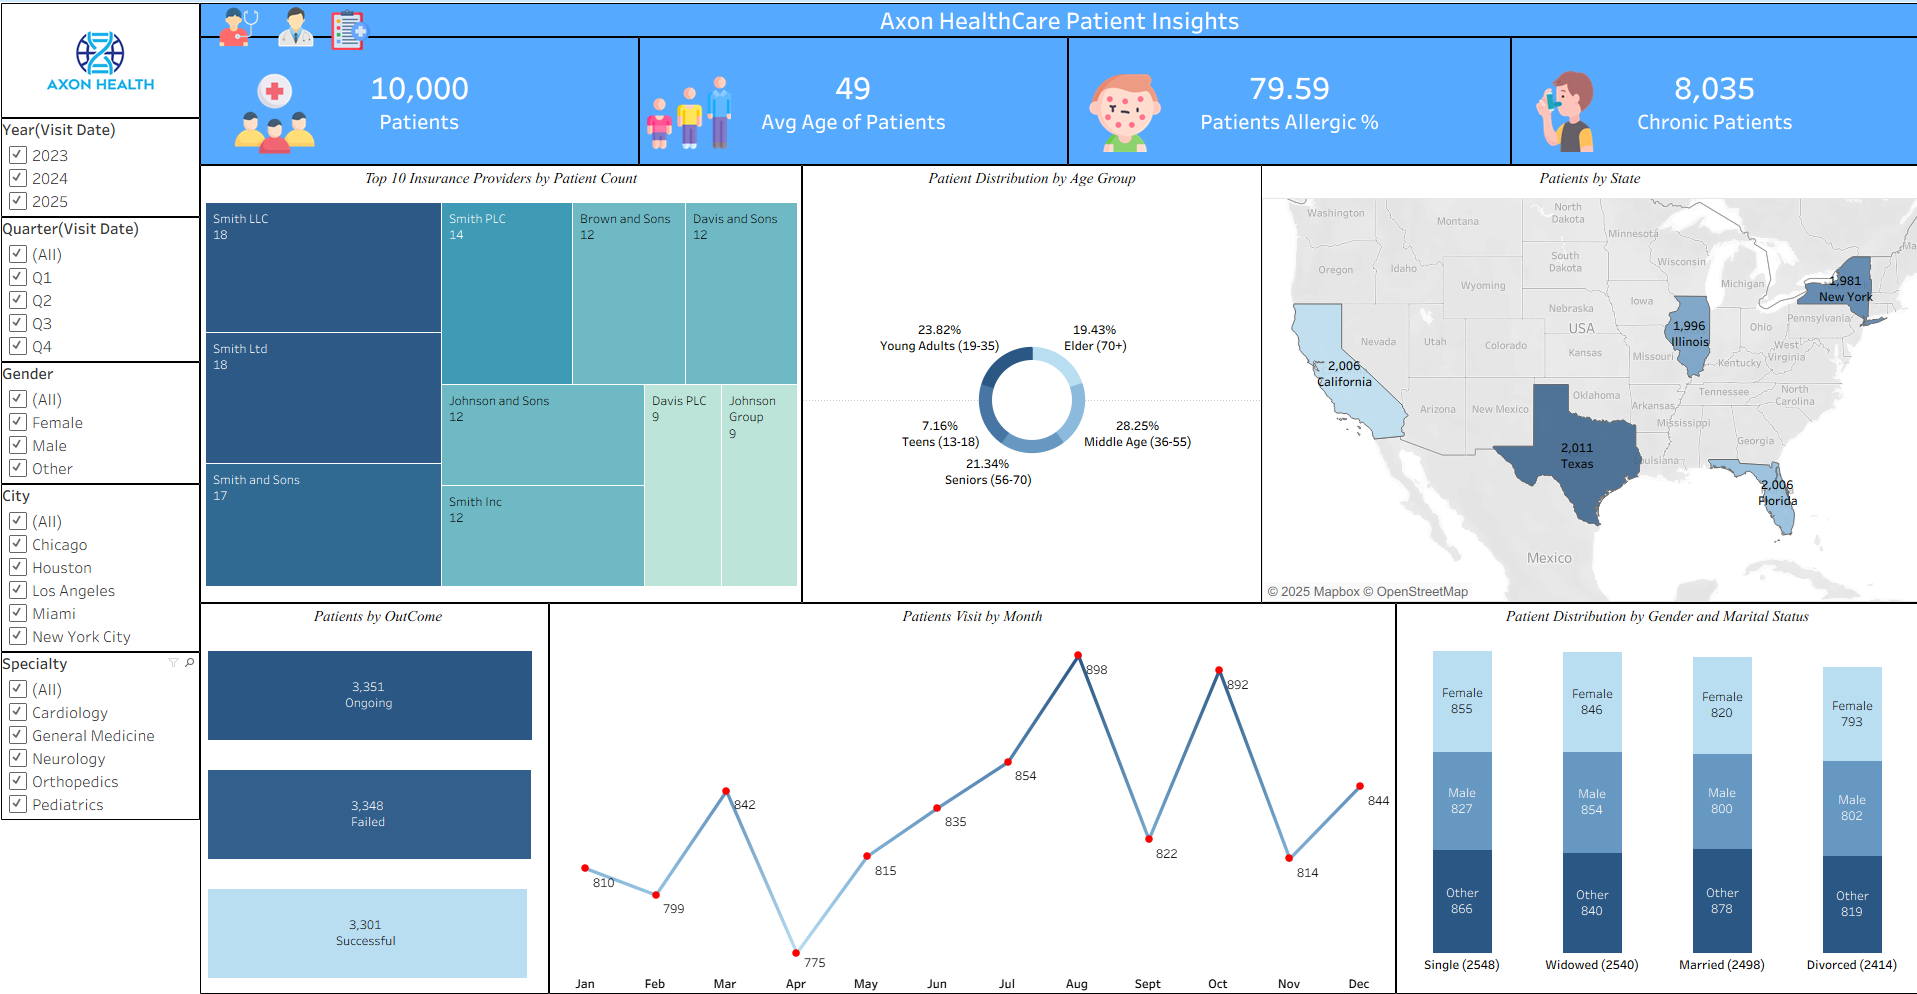 Axon HealthCare Patient Insights
AXON HEALTH
10,000
Patients
49
Avg Age of Patients
79.59
Patients Allergic %
8,035
Chronic Patients
Year(Visit Date)
2023
2024
2025
Quarter(Visit Date)
(All)
Q1
Q2
Q3
Q4
Gender
(All)
Female
Male
Other
City
(All)
Chicago
Houston
Los Angeles
Miami
New York City
Specialty
(All)
Cardiology
General Medicine
Neurology
Orthopedics
Pediatrics
Top 10 Insurance Providers by Patient Count
Smith LLC
18
Smith Ltd
18
Smith and Sons
17
Smith PLC
14
Brown and Sons
12
Davis and Sons
12
Johnson and Sons
12
Smith Inc
12
Davis PLC
9
Johnson
Group
9
Patient Distribution by Age Group
23.82%
Young Adults (19-35)
19.43%
Elder (70+)
7.16%
Teens (13-18)
28.25%
Middle Age (36-55)
21.34%
Seniors (56-70)
Patients by State
Washington
Montana
North
Dakota
Minnesota
Oregon
Idaho
South
Dakota
Wisconsin
Michigan
Wyoming
Iowa
Nebraska
1,981
New York
Pennsylvania
Nevada
Utah
Colorado
USA
Kansas
1,996
Illinois
Ohio
Missouri
West
Virginia
Kentucky
2,006
California
Arizona
New Mexico
Oklahoma
Arkansas
Tennessee
North
Carolina
Mississippi
Georgia
2,011
Texas
Louisiana
2,006
Florida
Mexico
© 2025 Mapbox © OpenStreetMap
Patients by OutCome
3,351
Ongoing
3,348
Failed
3,301
Successful
Patients Visit by Month
810
799
842
775
815
835
854
898
822
892
814
844
Jan
Feb
Mar
Apr
May
Jun
Jul
Aug
Sept
Oct
Nov
Dec
Patient Distribution by Gender and Marital Status
Female
855
Male
827
Other
866
Single (2548)
Female
846
Male
854
Other
840
Widowed (2540)
Female
820
Male
800
Other
878
Married (2498)
Female
793
Male
802
Other
819
Divorced (2414)